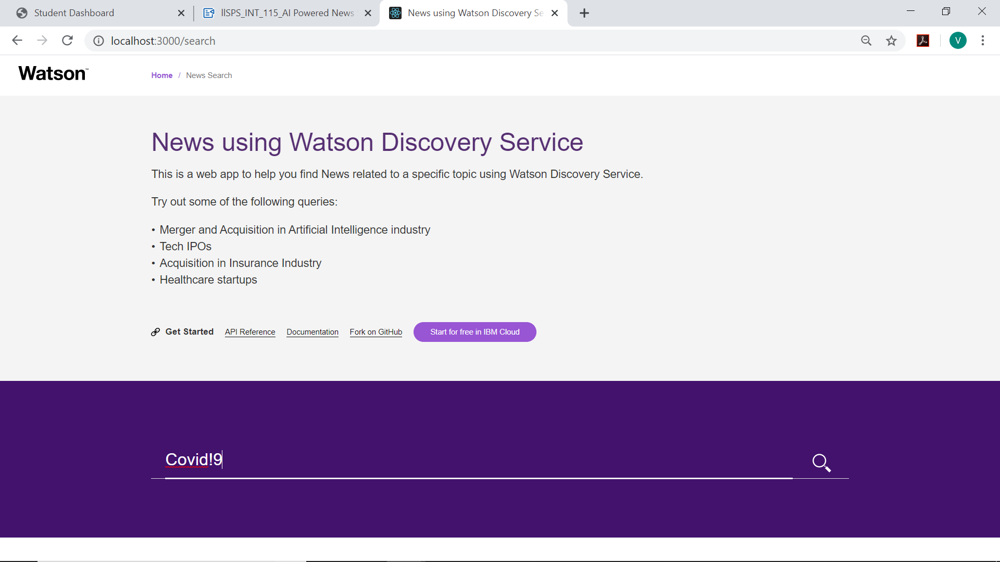 Student Dashboard
llSPS_INT_115_AI Powered News
News using Watson Discovery Se
localhost:3000/search
V
Watson™
Home / News Search
News using Watson Discovery Service
This is a web app to help you find News related to a specific topic using Watson Discovery Service.
Try out some of the following queries:
• Merger and Acquisition in Artificial Intelligence industry
• Tech IPOs
• Acquisition in Insurance Industry
• Healthcare startups
Get Started API Reference Documentation Fork on GitHub Start for free in IBM Cloud
Covid!9